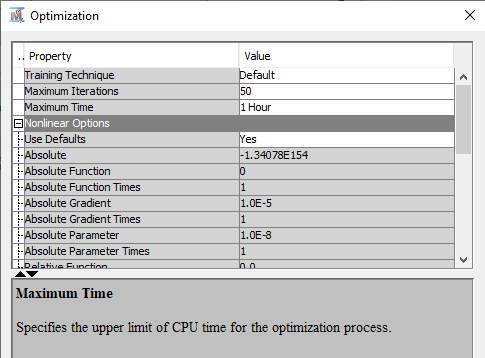 Optimization
.. Property Value
Training Technique Default
Maximum Iterations 50
Maximum Time 1 Hour
Nonlinear Options
Use Defaults Yes
Absolute -1.34078E154
Absolute Function 0
Absolute Function Times 1
Absolute Gradient 1.0E-5
Absolute Gradient Times 1
Absolute Parameter 1.0E-8
Absolute Parameter Times 1
Relative Function 0.0
Maximum Time
Specifies the upper limit of CPU time for the optimization process.